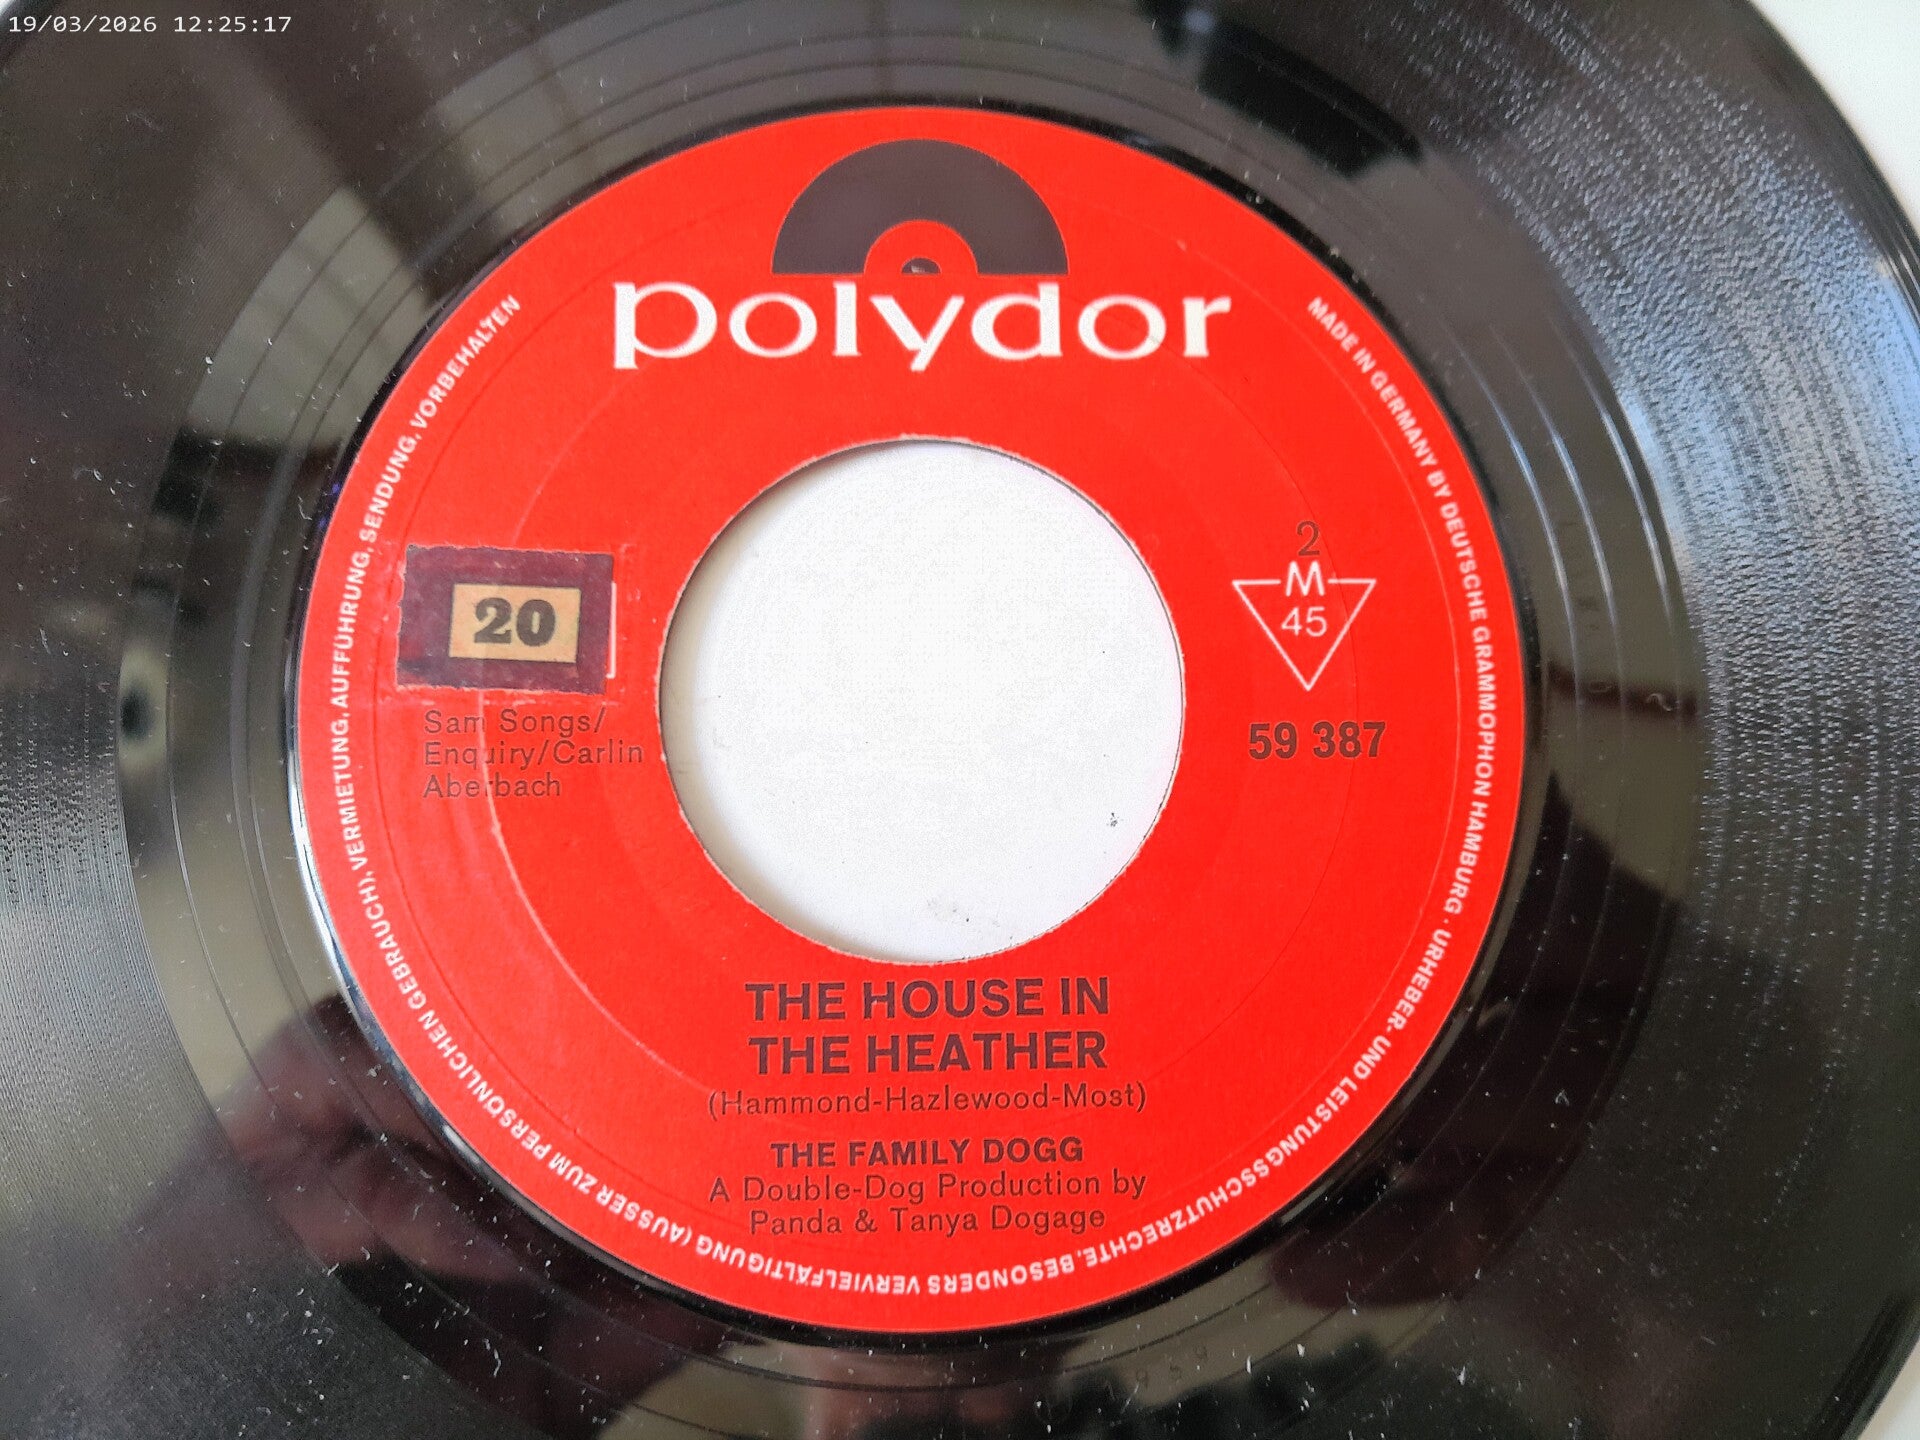 19/03/2026 12:25:17
polydor
MADE IN GERMANY BY DEUTSCHE GRAMMOPHON HAMBURG · URHEBER- UND LEISTUNGSSCHUTZRECHTE, BESONDERS VERVIELFÄLTIGUNG (AUSSER ZUM PERSÖNLICHEN GEBRAUCH), VERMIETUNG, AUFFÜHRUNG, SENDUNG, VORBEHALTEN
20
Sam Songs/
Enquiry/Carlin
Aberbach
2
M
45
59 387
THE HOUSE IN
THE HEATHER
(Hammond-Hazlewood-Most)
THE FAMILY DOGG
A Double-Dog Production by
Panda & Tanya Dogage